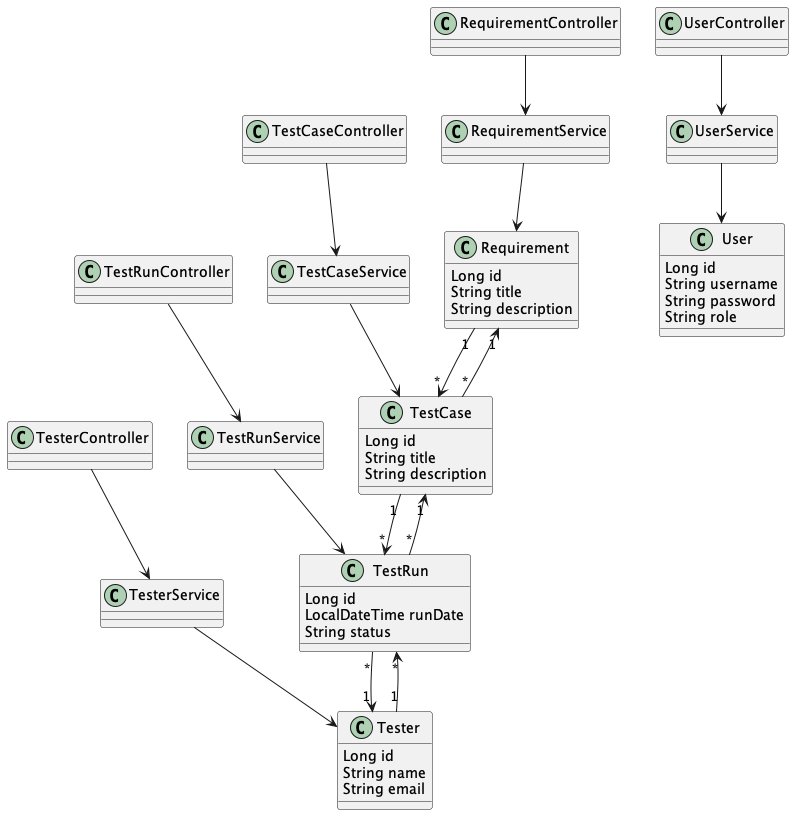 C RequirementController
C UserController
C TestCaseController
C RequirementService
C UserService
C TestRunController
C TestCaseService
C Requirement
Long id
String title
String description
C User
Long id
String username
String password
String role
1
1
*
*
C TesterController
C TestRunService
C TestCase
Long id
String title
String description
1
1
*
*
C TesterService
C TestRun
Long id
LocalDateTime runDate
String status
*
*
1
1
C Tester
Long id
String name
String email